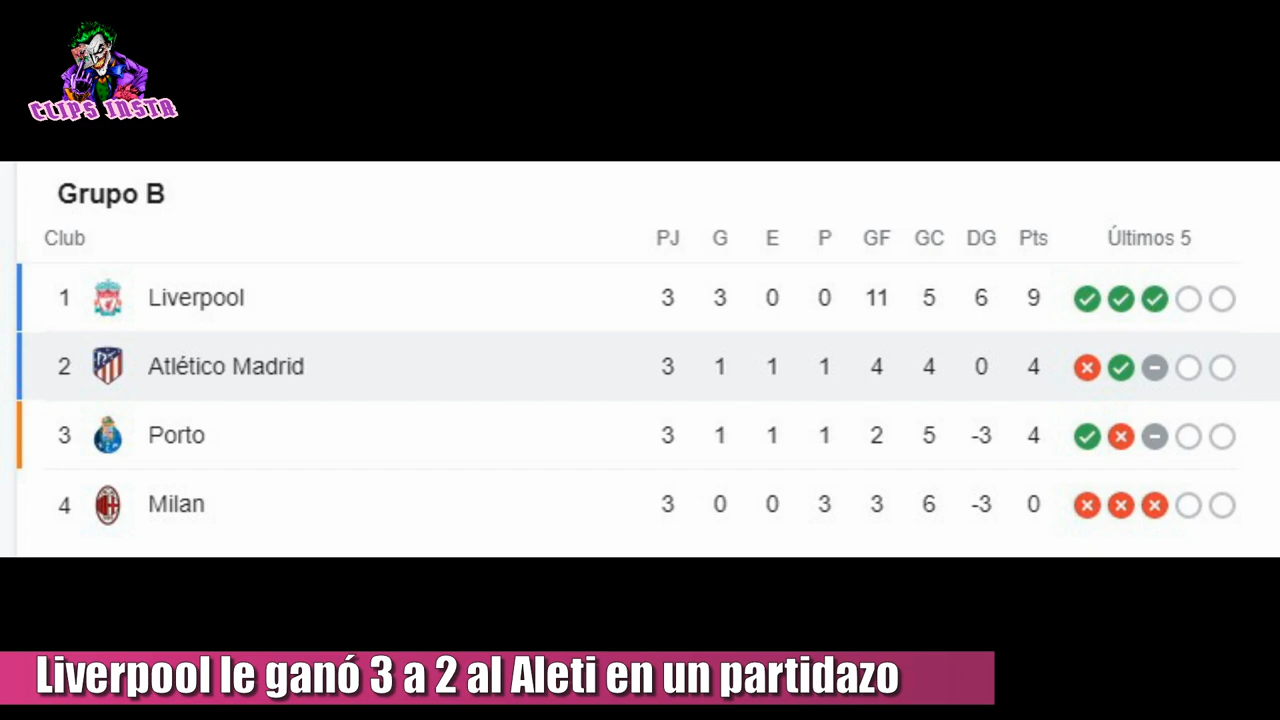 CLIPS INSTA
Grupo B
Club PJ G E P GF GC DG Pts Últimos 5
1 Liverpool 3 3 0 0 11 5 6 9
2 Atlético Madrid 3 1 1 1 4 4 0 4
3 Porto 3 1 1 1 2 5 -3 4
4 Milan 3 0 0 3 3 6 -3 0
Liverpool le ganó 3 a 2 al Aleti en un partidazo